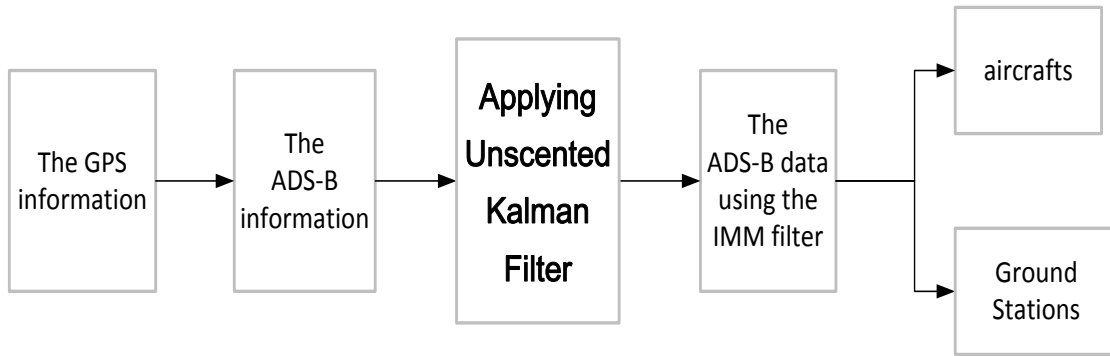 The GPS
information
The
ADS-B
information
Applying
Unscented
Kalman
Filter
The
ADS-B data
using the
IMM filter
aircrafts
Ground
Stations